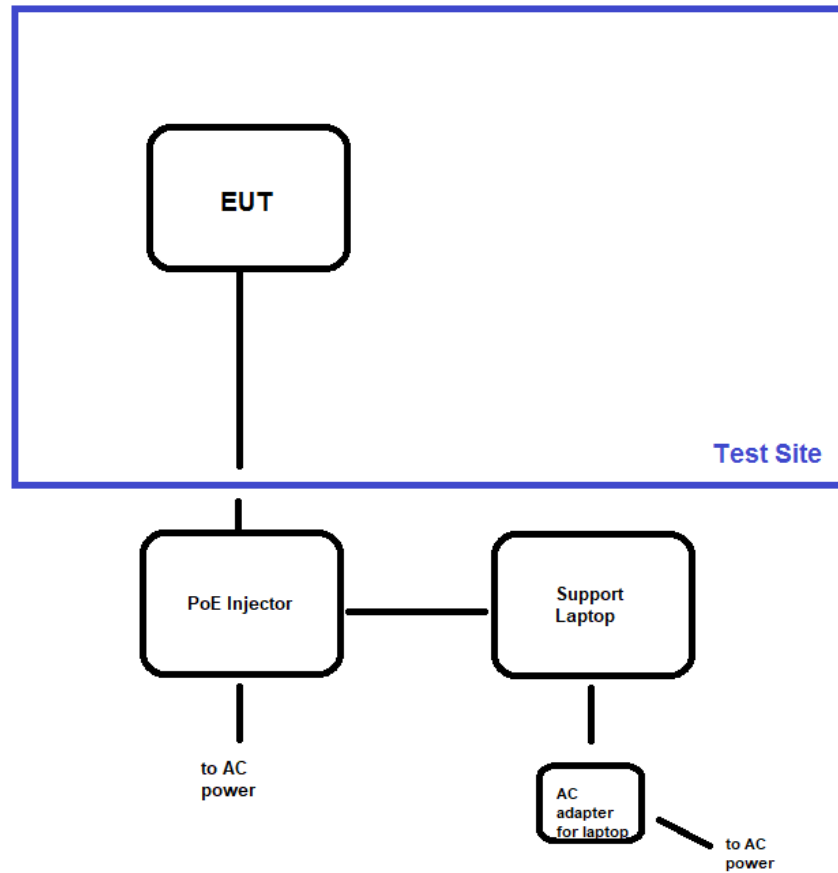 EUT
Test Site
PoE Injector
Support
Laptop
to AC
power
AC
adapter
for laptop
to AC
power